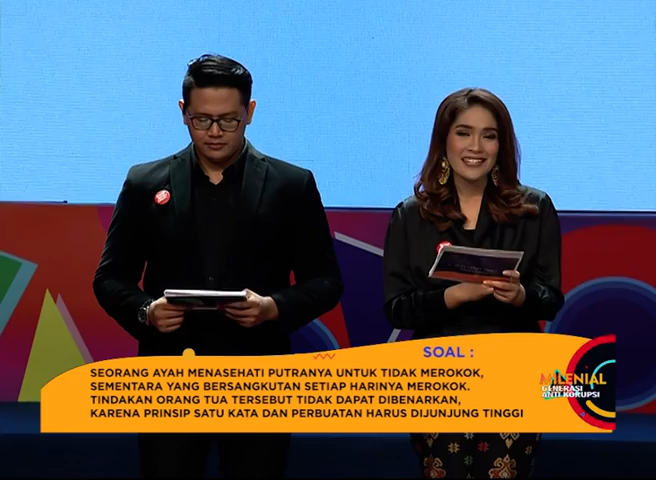 SOAL :
SEORANG AYAH MENASEHATI PUTRANYA UNTUK TIDAK MEROKOK,
SEMENTARA YANG BERSANGKUTAN SETIAP HARINYA MEROKOK.
TINDAKAN ORANG TUA TERSEBUT TIDAK DAPAT DIBENARKAN,
KARENA PRINSIP SATU KATA DAN PERBUATAN HARUS DIJUNJUNG TINGGI
MILENIAL
GENERASI
ANTI KORUPSI